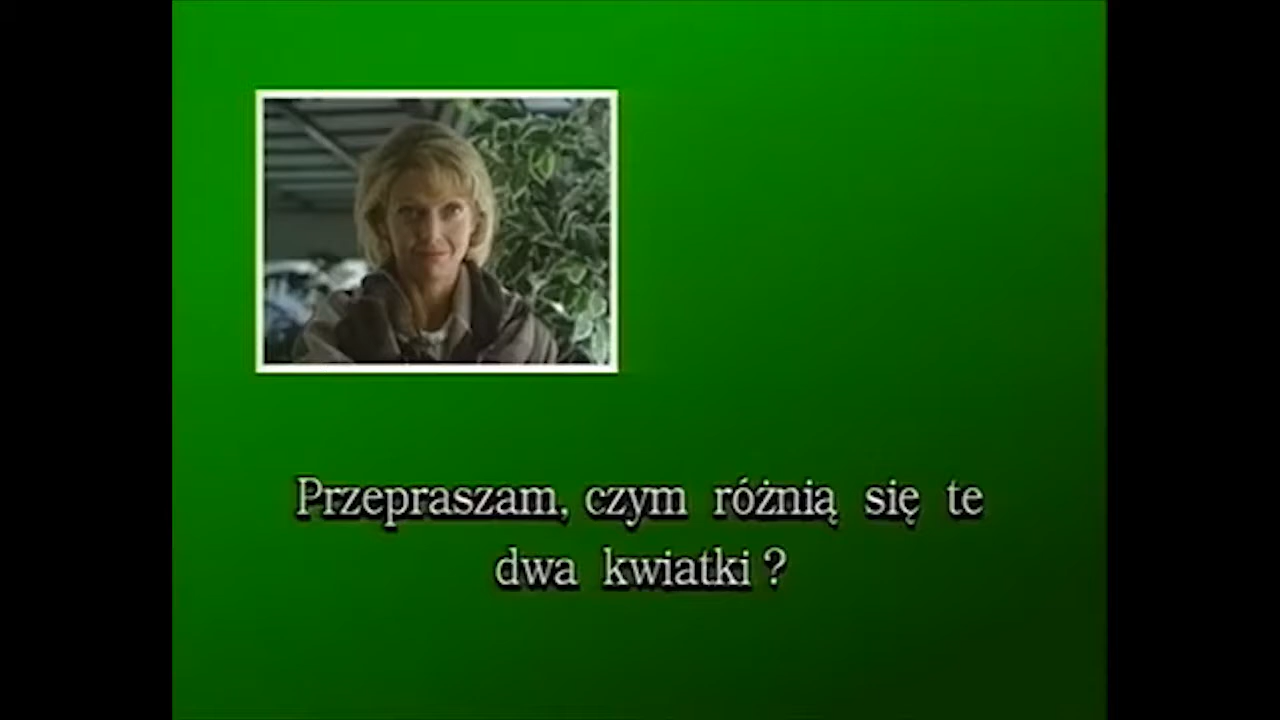 Przepraszam, czym różnią się te
dwa kwiatki ?